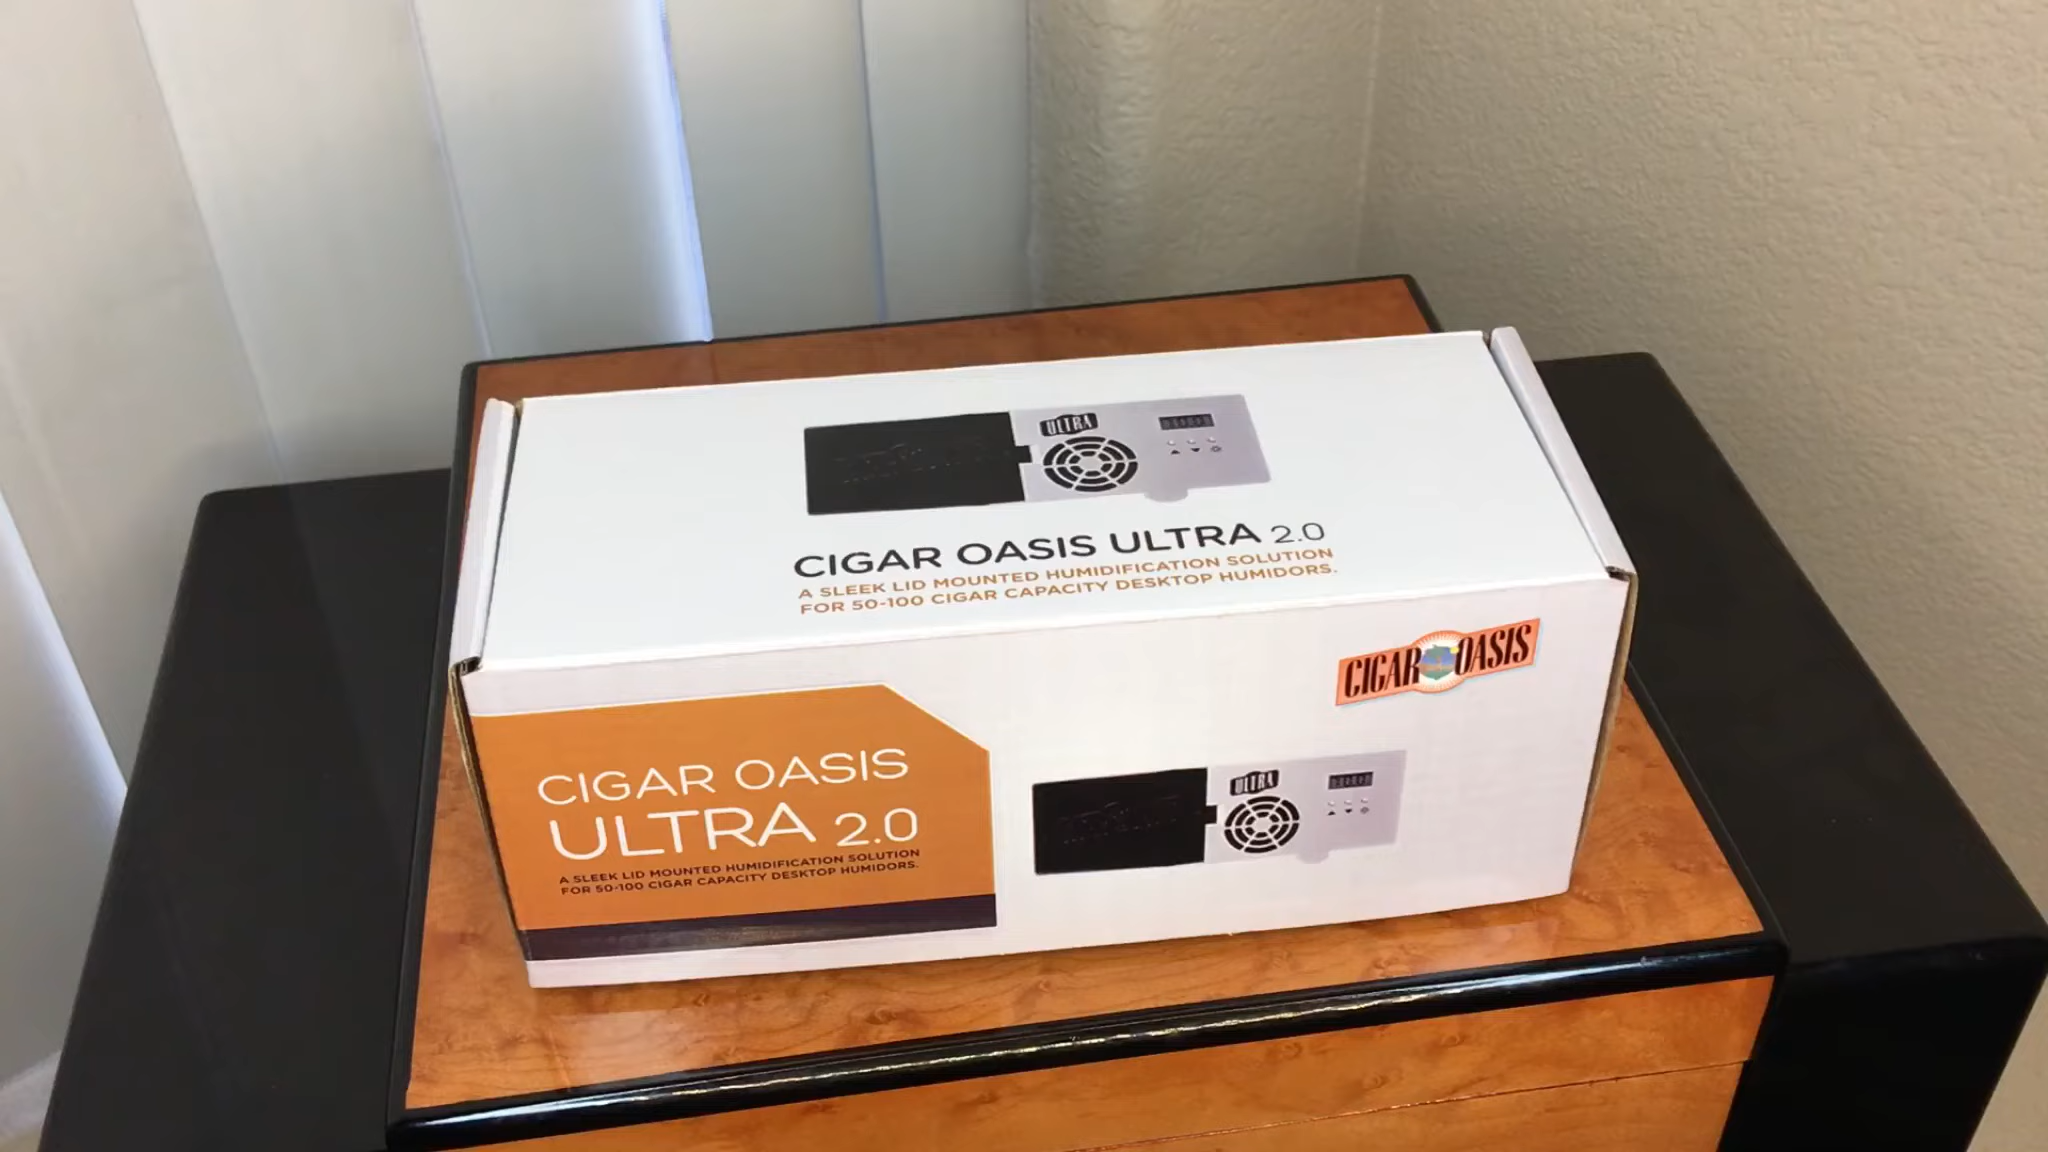 ULTRA
CIGAR OASIS ULTRA 2.0
A SLEEK LID MOUNTED HUMIDIFICATION SOLUTION
FOR 50-100 CIGAR CAPACITY DESKTOP HUMIDORS.
CIGAR OASIS
CIGAR OASIS
ULTRA 2.0
A SLEEK LID MOUNTED HUMIDIFICATION SOLUTION
FOR 50-100 CIGAR CAPACITY DESKTOP HUMIDORS.
ULTRA